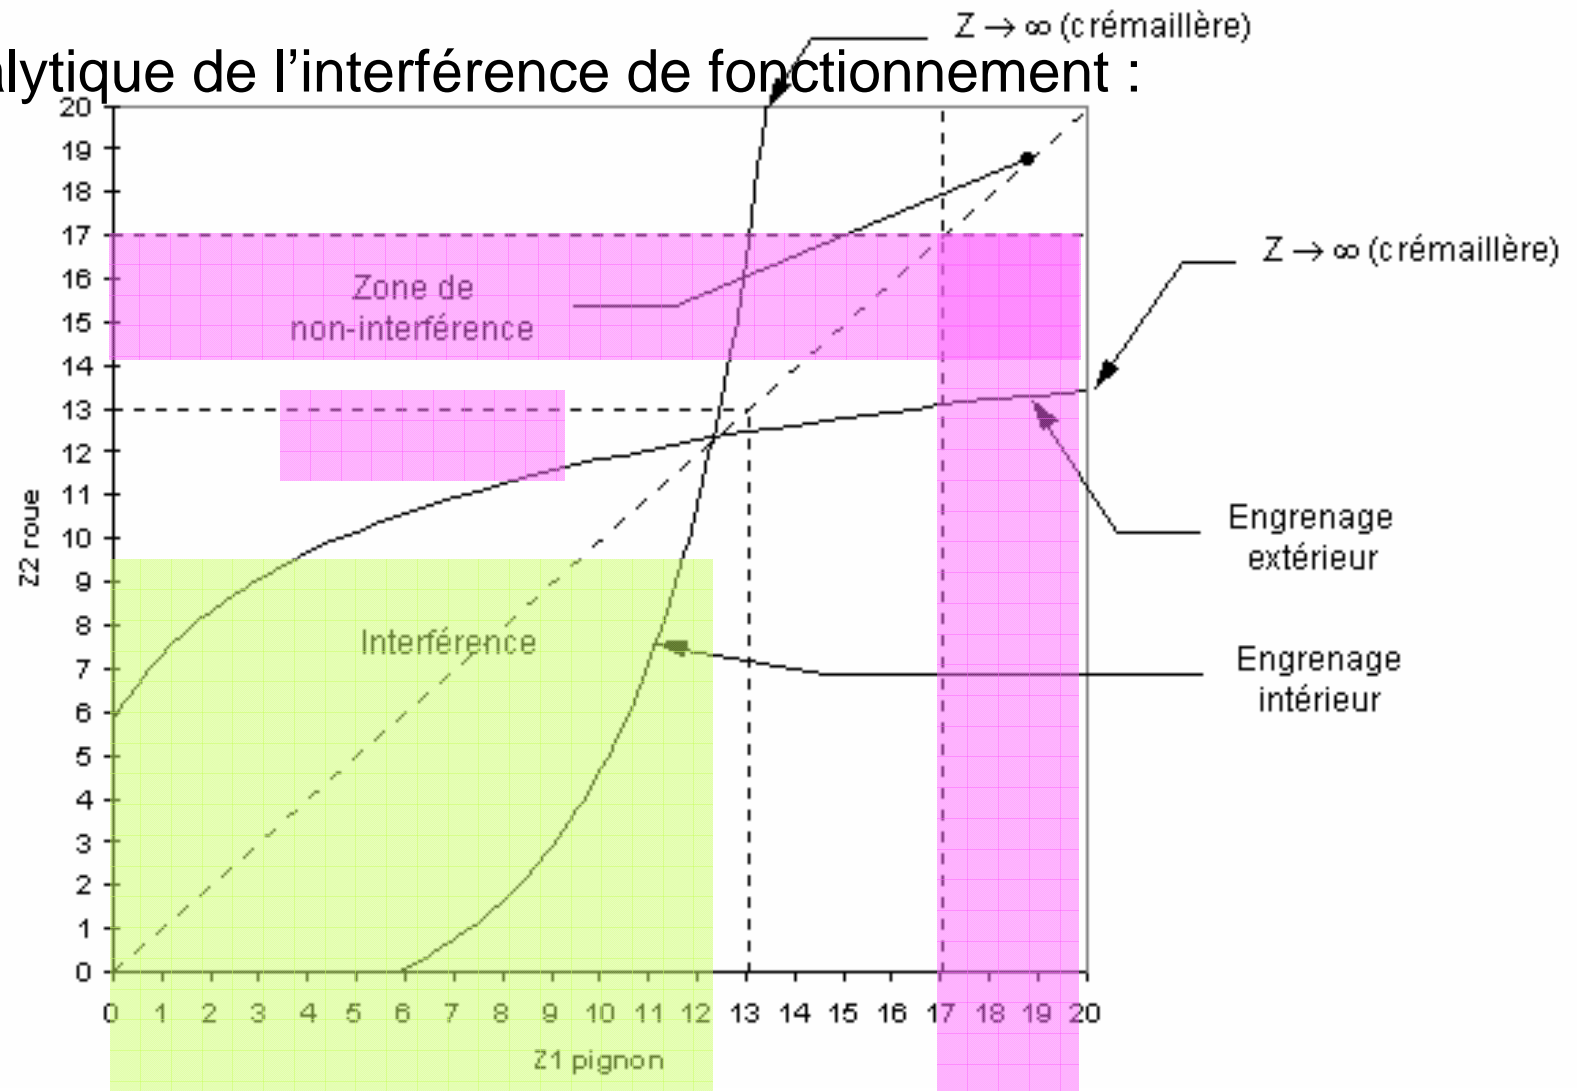 Z → ∞ (crémaillère)
alytique de l’interférence de fonctionnement :
20
19
18
17
16
15
14
13
12
11
10
9
8
7
6
5
4
3
2
1
0
Z2 roue
Zone de
non-interférence
Z → ∞ (crémaillère)
Engrenage
extérieur
Interférence
Engrenage
intérieur
0 1 2 3 4 5 6 7 8 9 10 11 12 13 14 15 16 17 18 19 20
Z1 pignon